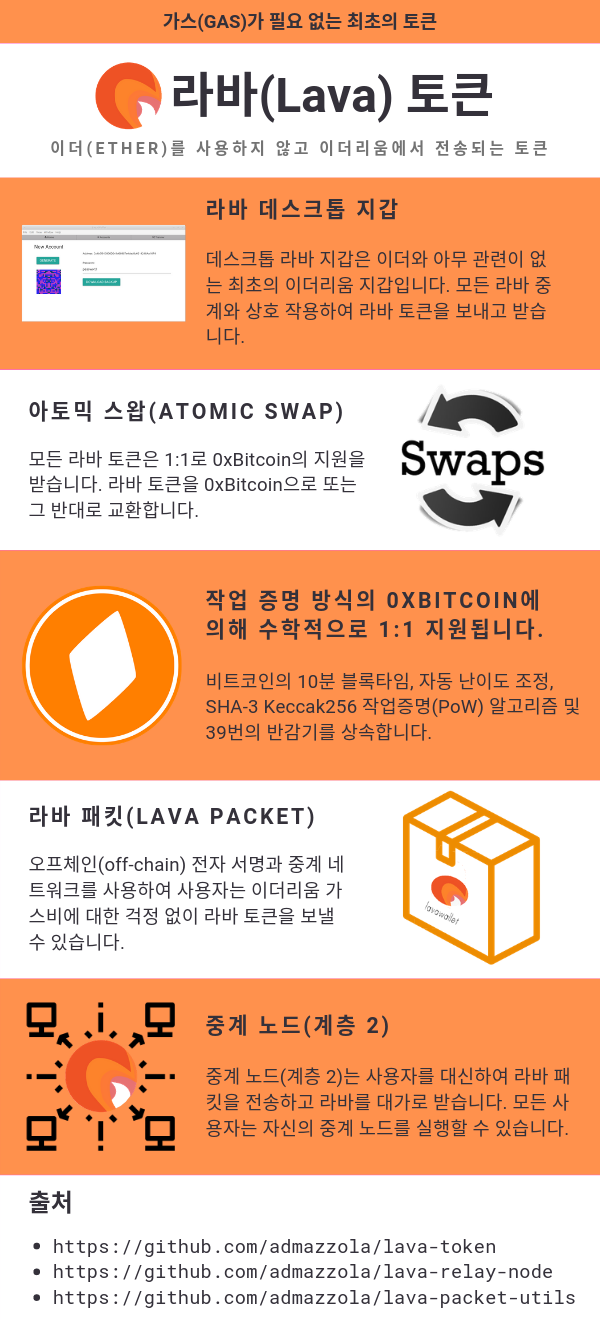 가스(GAS)가 필요 없는 최초의 토큰
라바(Lava) 토큰
이더(ETHER)를 사용하지 않고 이더리움에서 전송되는 토큰
라바 데스크톱 지갑
New Account
데스크톱 라바 지갑은 이더와 아무 관련이 없
는 최초의 이더리움 지갑입니다. 모든 라바 중
계와 상호 작용하여 라바 토큰을 보내고 받습
니다.
아토믹 스왑(ATOMIC SWAP)
모든 라바 토큰은 1:1로 0xBitcoin의 지원을
받습니다. 라바 토큰을 0xBitcoin으로 또는
그 반대로 교환합니다.
Swaps
작업 증명 방식의 0XBITCOIN에
의해 수학적으로 1:1 지원됩니다.
비트코인의 10분 블록타임, 자동 난이도 조정,
SHA-3 Keccak256 작업증명(PoW) 알고리즘 및
39번의 반감기를 상속합니다.
라바 패킷(LAVA PACKET)
오프체인(off-chain) 전자 서명과 중계 네
트워크를 사용하여 사용자는 이더리움 가
스비에 대한 걱정 없이 라바 토큰을 보낼
수 있습니다.
lavawallet
중계 노드(계층 2)
중계 노드(계층 2)는 사용자를 대신하여 라바 패
킷을 전송하고 라바를 대가로 받습니다. 모든 사
용자는 자신의 중계 노드를 실행할 수 있습니다.
출처
• https://github.com/admazzola/lava-token
• https://github.com/admazzola/lava-relay-node
• https://github.com/admazzola/lava-packet-utils